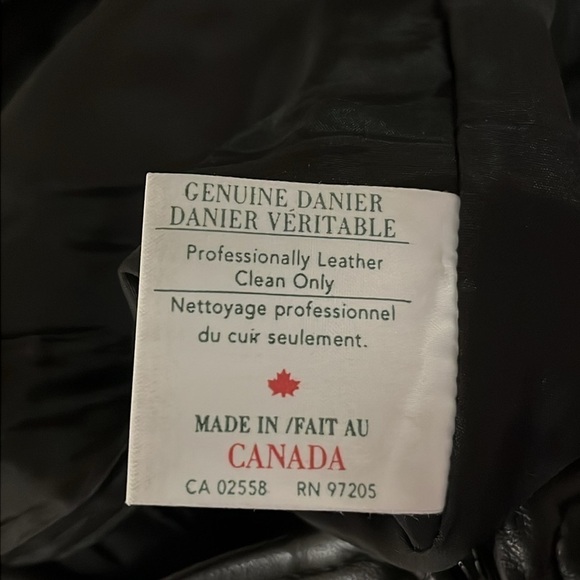 GENUINE DANIER
DANIER VÉRITABLE
Professionally Leather
Clean Only
Nettoyage professionnel
du cuir seulement.
MADE IN /FAIT AU
CANADA
CA 02558 RN 97205